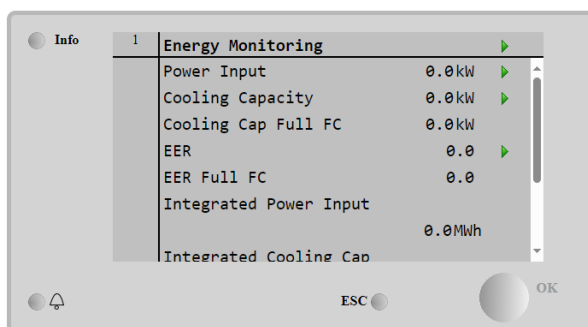 Info
1 Energy Monitoring
Power Input 0.0kW
Cooling Capacity 0.0kW
Cooling Cap Full FC 0.0kW
EER 0.0
EER Full FC 0.0
Integrated Power Input
0.0MWh
Integrated Cooling Cap
ESC
OK